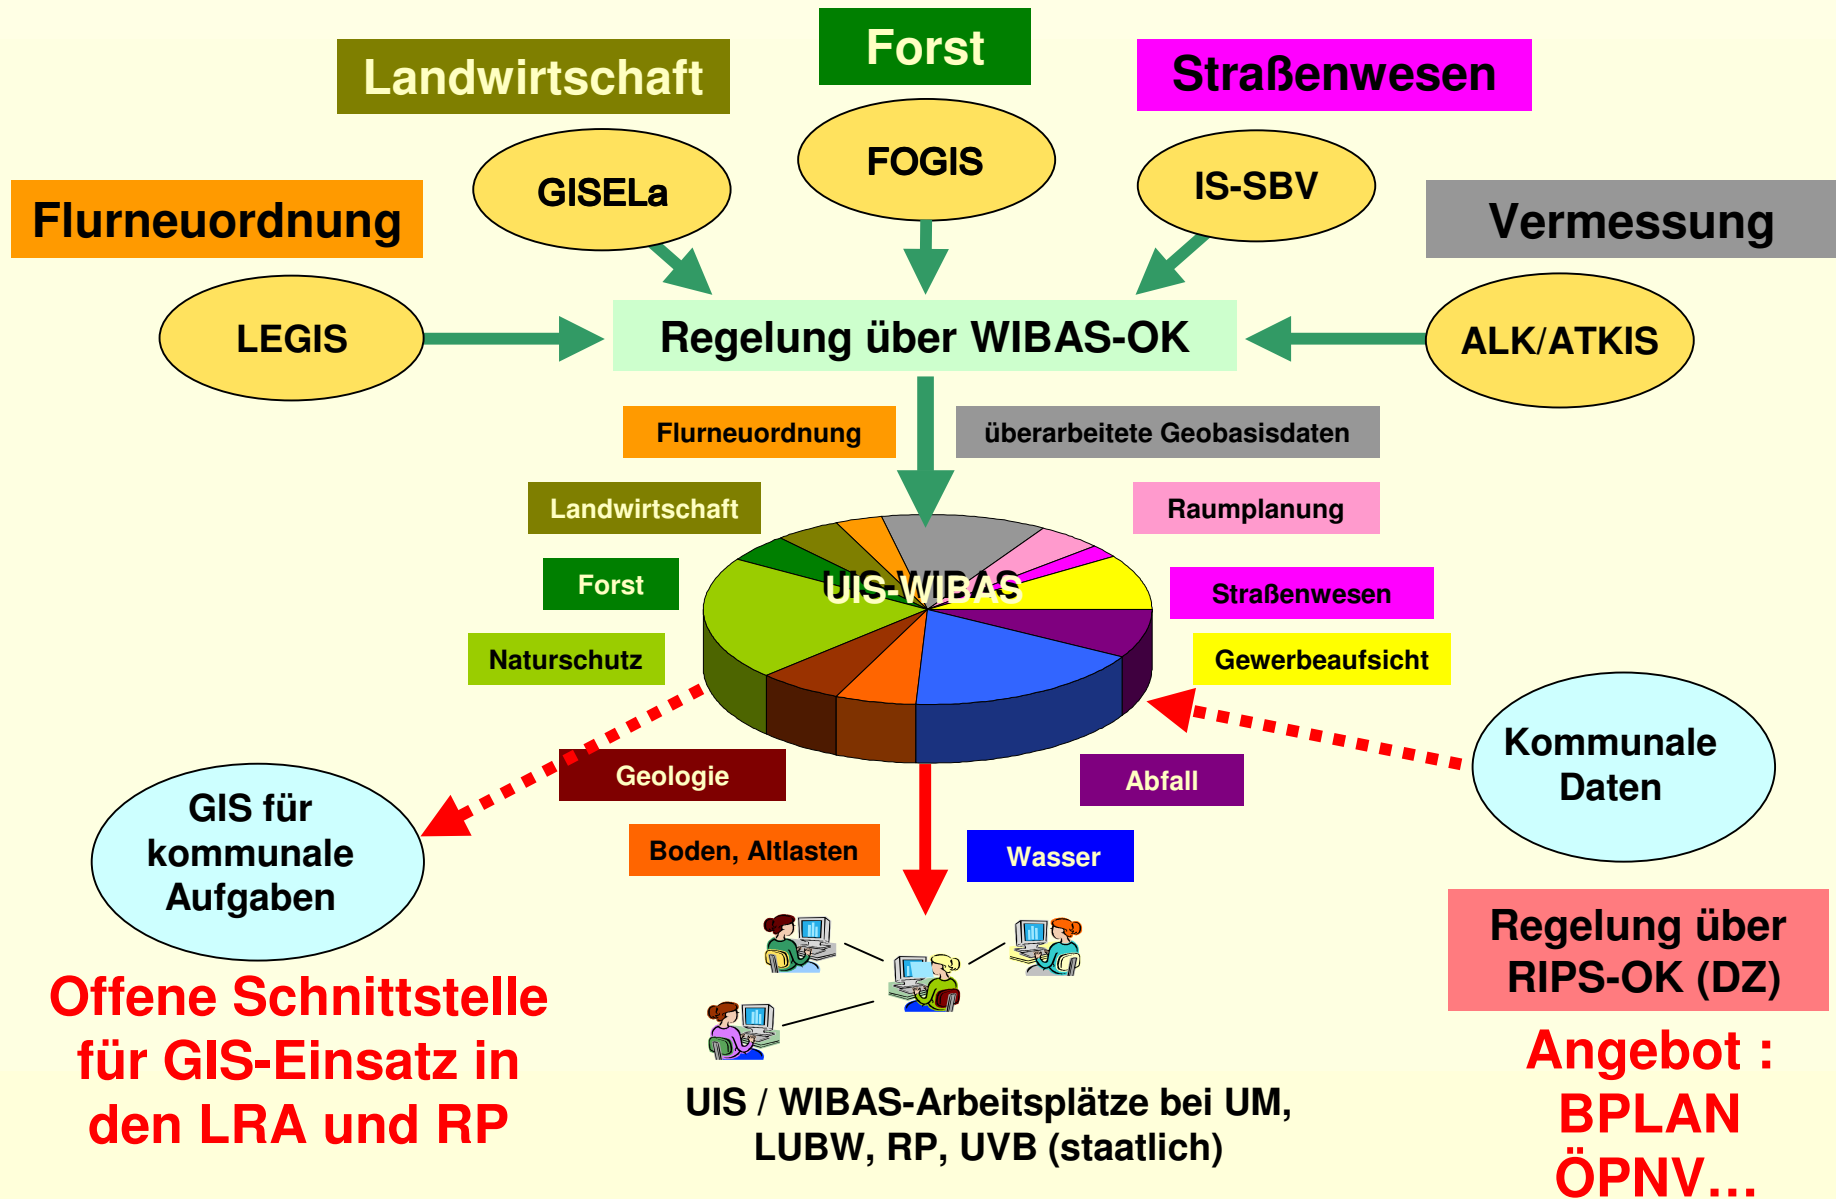 Forst
Landwirtschaft
Straßenwesen
FOGIS
GISELa
IS-SBV
Flurneuordnung
Vermessung
LEGIS
Regelung über WIBAS-OK
ALK/ATKIS
Flurneuordnung
überarbeitete Geobasisdaten
Landwirtschaft
Raumplanung
UIS-WIBAS
Forst
Straßenwesen
Naturschutz
Gewerbeaufsicht
Geologie
Abfall
Kommunale
Daten
GIS für
kommunale
Aufgaben
Boden, Altlasten
Wasser
Regelung über
RIPS-OK (DZ)
Offene Schnittstelle
für GIS-Einsatz in
den LRA und RP
Angebot :
BPLAN
ÖPNV...
UIS / WIBAS-Arbeitsplätze bei UM,
LUBW, RP, UVB (staatlich)